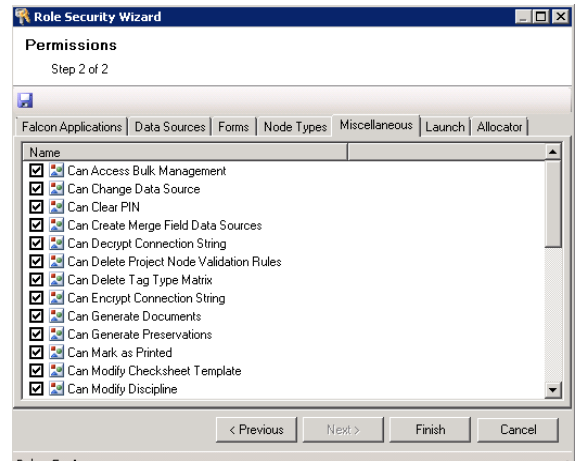 Role Security Wizard
Permissions
Step 2 of 2
Falcon Applications Data Sources Forms Node Types Miscellaneous Launch Allocator
Name
Can Access Bulk Management
Can Change Data Source
Can Clear PIN
Can Create Merge Field Data Sources
Can Decrypt Connection String
Can Delete Project Node Validation Rules
Can Delete Tag Type Matrix
Can Encrypt Connection String
Can Generate Documents
Can Generate Preservations
Can Mark as Printed
Can Modify Checksheet Template
Can Modify Discipline
< Previous Next > Finish Cancel